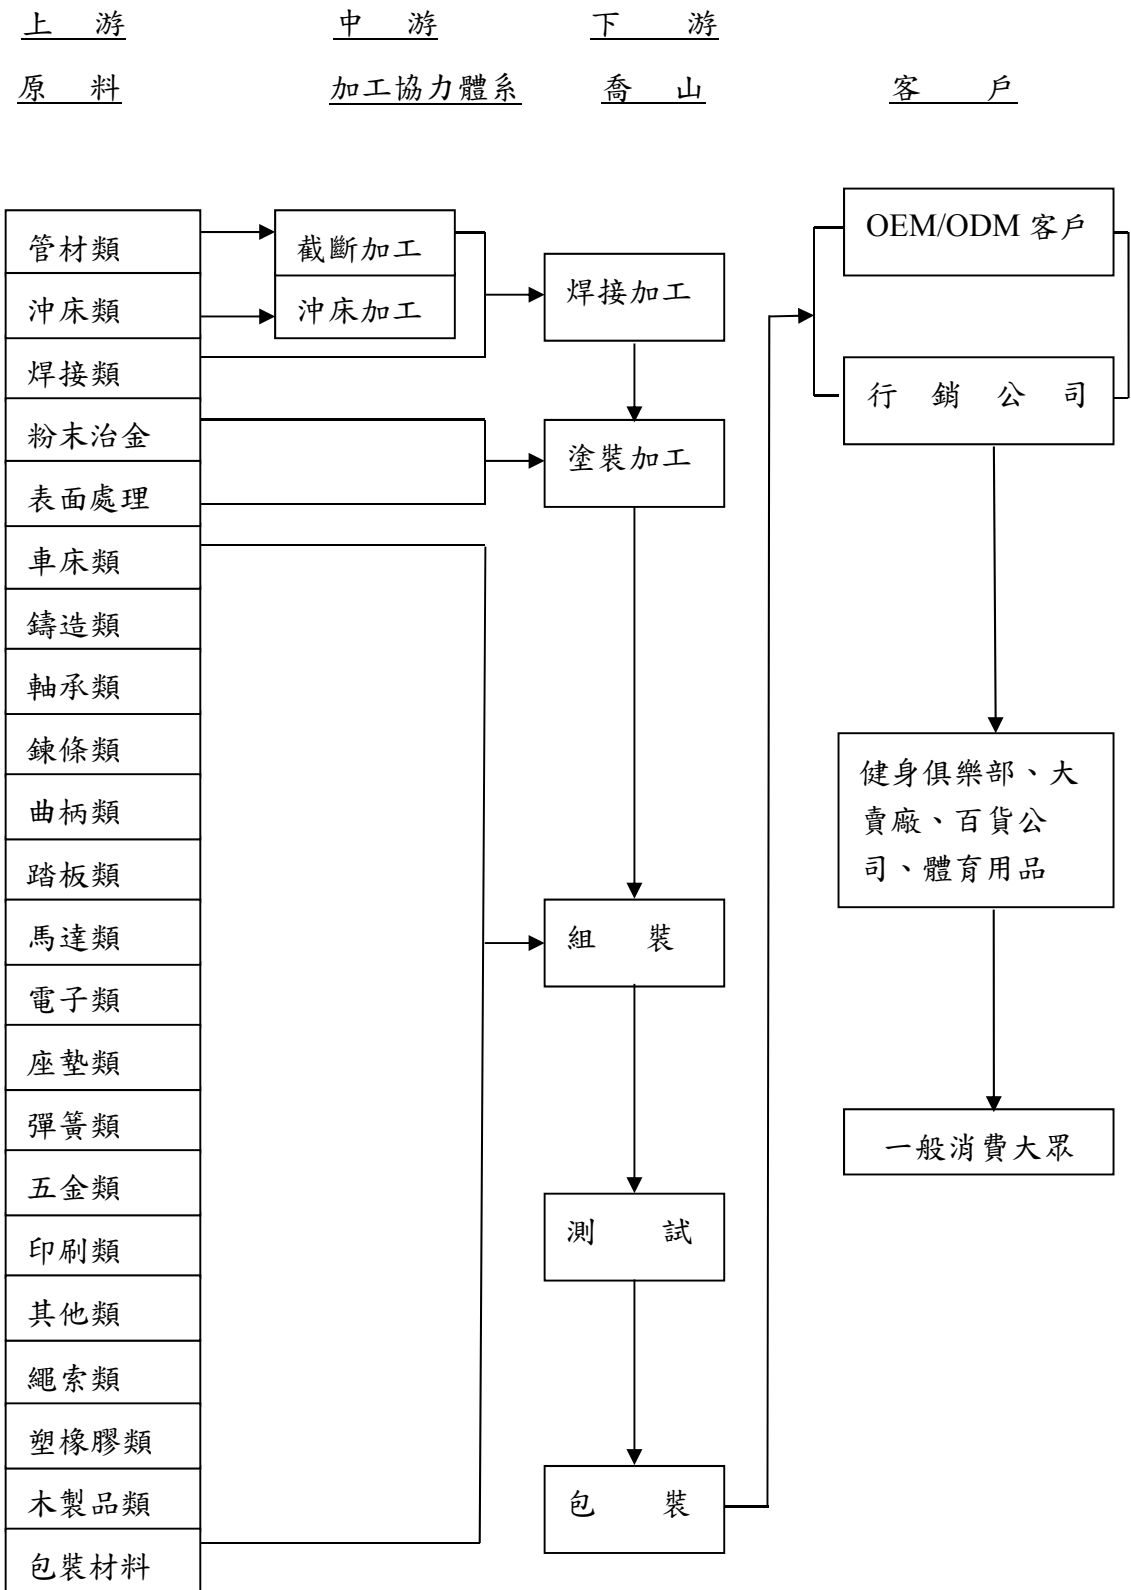 上 游
中 游
下 游
原 料
加工協力體系
喬 山
客 戶
管材類
沖床類
焊接類
粉末治金
表面處理
車床類
鑄造類
軸承類
鍊條類
曲柄類
踏板類
馬達類
電子類
座墊類
彈簧類
五金類
印刷類
其他類
繩索類
塑橡膠類
木製品類
包裝材料
截斷加工
沖床加工
焊接加工
塗裝加工
組 裝
測 試
包 裝
OEM/ODM 客戶
行 銷 公 司
健身俱樂部、大
賣廠、百貨公
司、體育用品
一般消費大眾